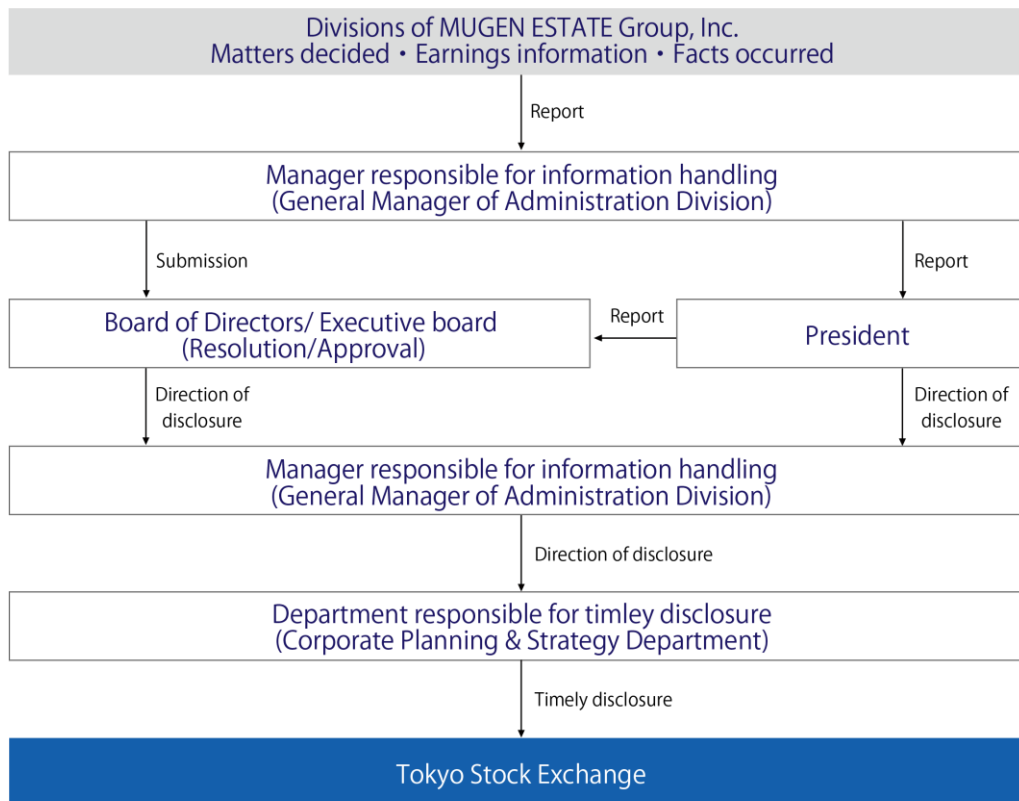 Divisions of MUGEN ESTATE Group, Inc.
Matters decided・Earnings information・Facts occurred
Report
Manager responsible for information handling
(General Manager of Administration Division)
Submission
Report
Board of Directors/ Executive board
(Resolution/Approval)
Report
President
Direction of
disclosure
Direction of
disclosure
Manager responsible for information handling
(General Manager of Administration Division)
Direction of disclosure
Department responsible for timley disclosure
(Corporate Planning & Strategy Department)
Timely disclosure
Tokyo Stock Exchange